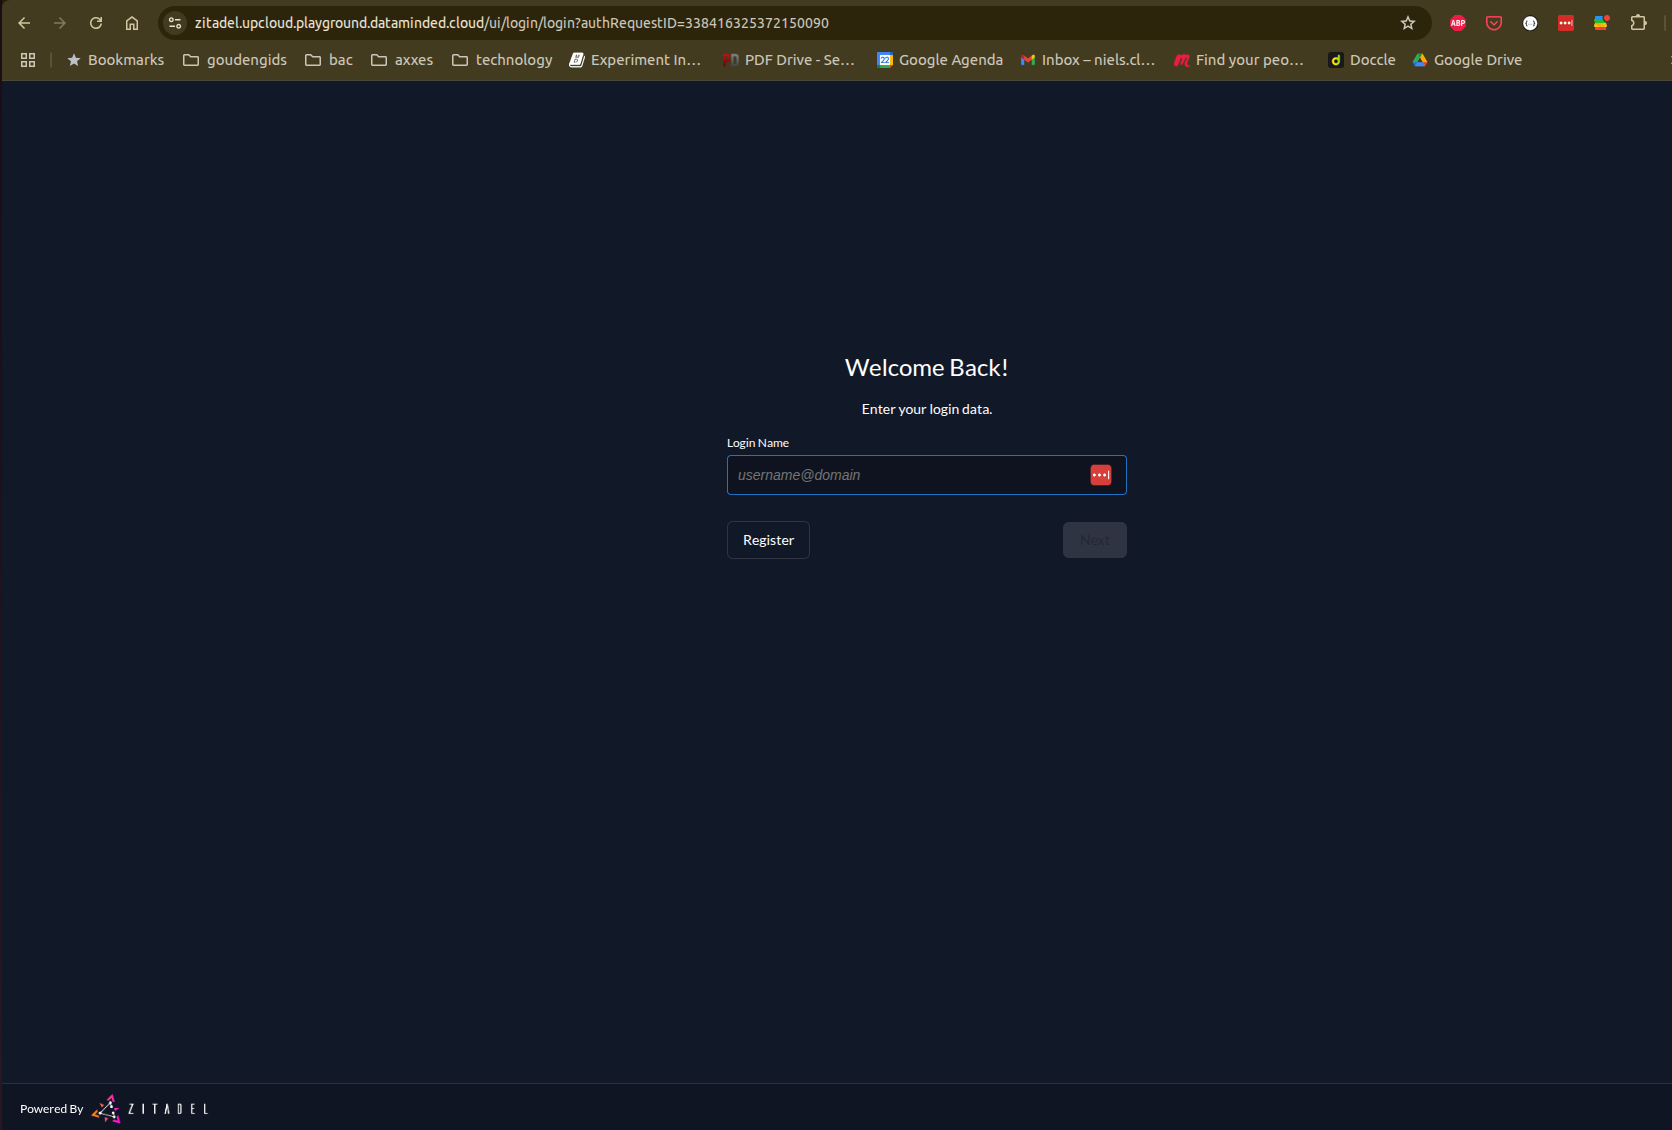 zitadel.upcloud.playground.dataminded.cloud/ui/login/login?authRequestID=338416325372150090
ABP
Bookmarks goudengids bac axxes technology Experiment In... PDF Drive - Se... 22 Google Agenda Inbox – niels.cl... Find your peo... Doccle Google Drive
Welcome Back!
Enter your login data.
Login Name
username@domain
Register Next
Powered By ZITADEL